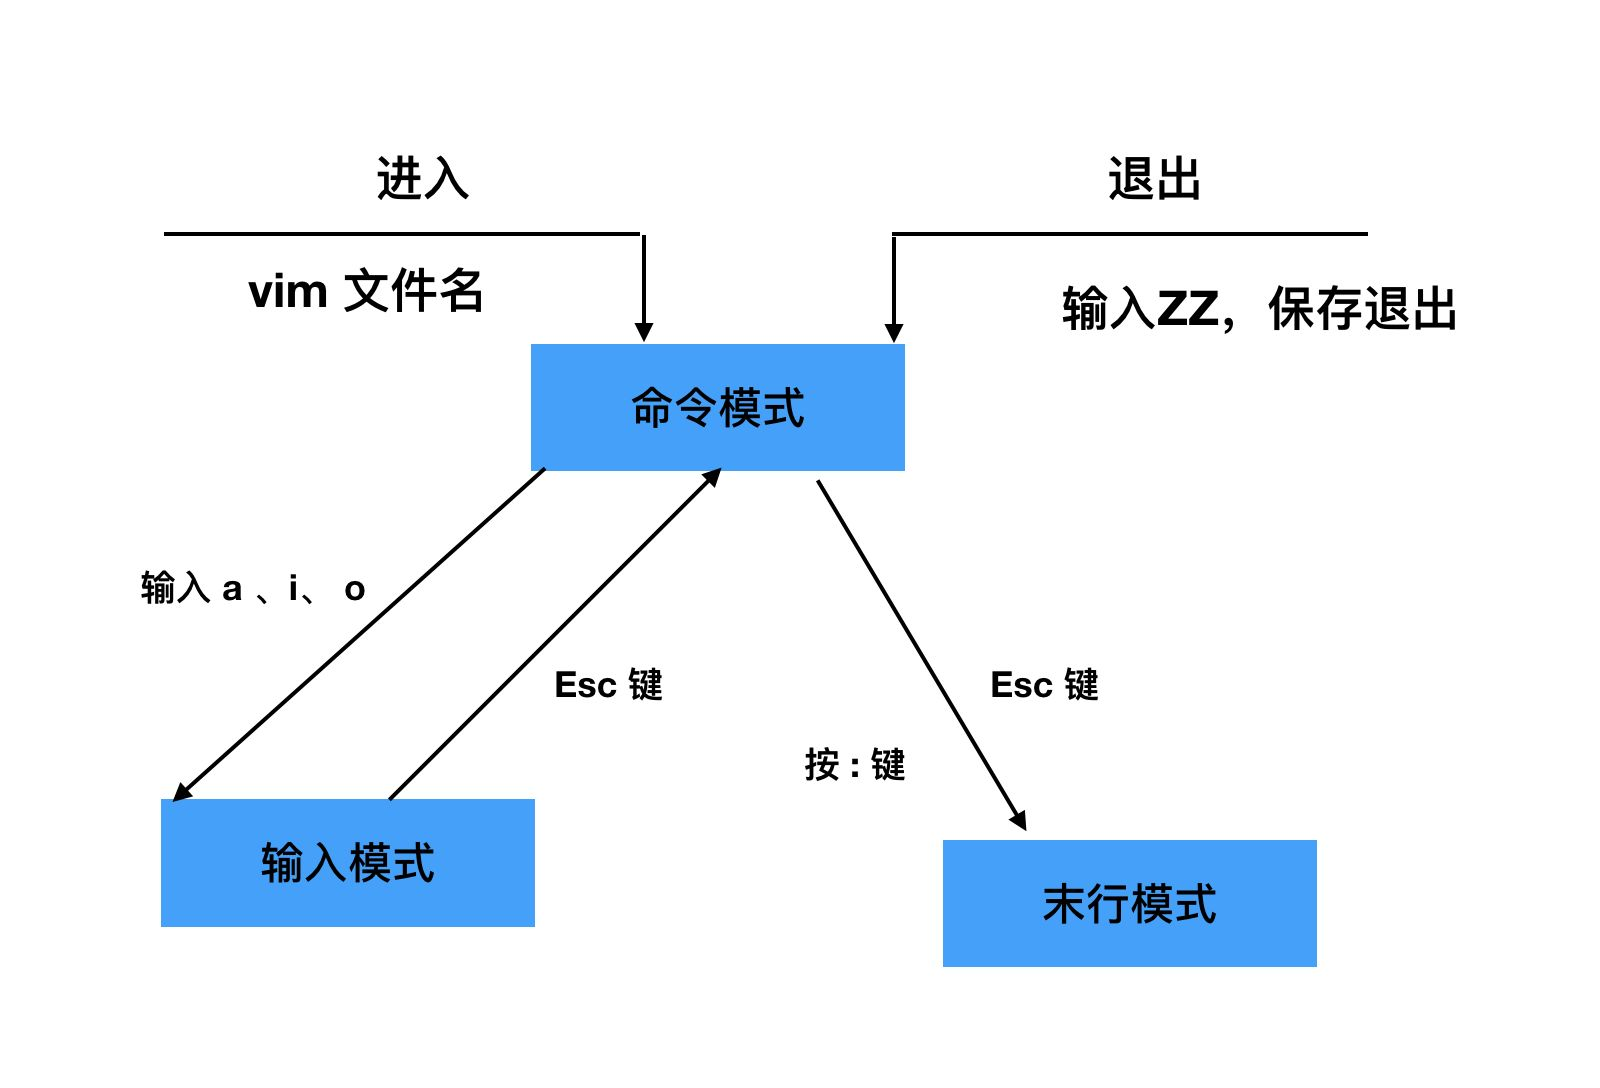 进入
退出
vim 文件名
输入ZZ，保存退出
命令模式
输入 a 、i、 o
Esc 键
Esc 键
按 : 键
输入模式
末行模式